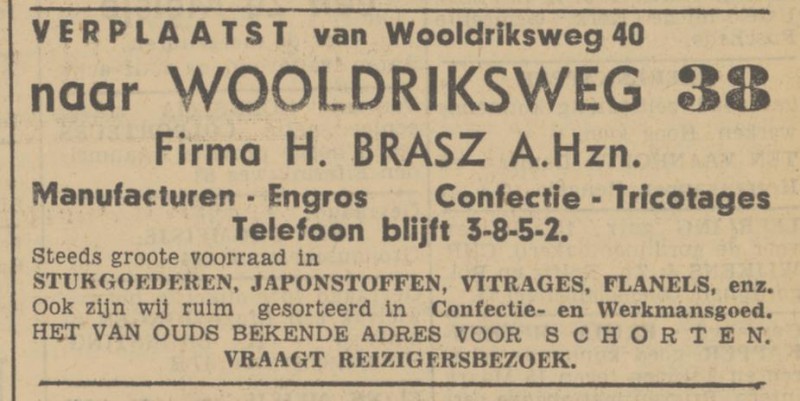 VERPLAATST van Wooldriksweg 40
naar WOOLDRIKSWEG 38
Firma H. BRASZ A.Hzn.
Manufacturen - Engros Confectie - Tricotages
Telefoon blijft 3-8-5-2.
Steeds groote voorraad in
STUKGOEDEREN, JAPONSTOFFEN, VITRAGES, FLANELS, enz.
Ook zijn wij ruim gesorteerd in Confectie- en Werkmansgoed.
HET VAN OUDS BEKENDE ADRES VOOR SCHORTEN.
VRAAGT REIZIGERSBEZOEK.